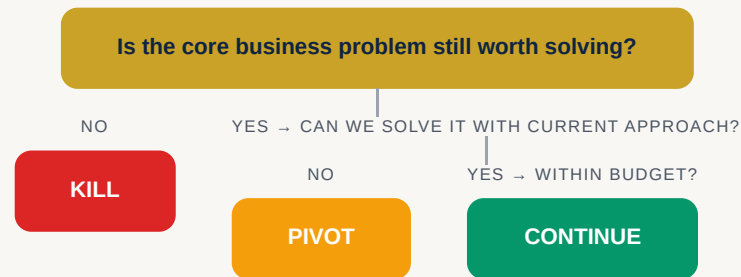 Is the core business problem still worth solving?
NO
YES → CAN WE SOLVE IT WITH CURRENT APPROACH?
KILL
NO
YES → WITHIN BUDGET?
PIVOT
CONTINUE